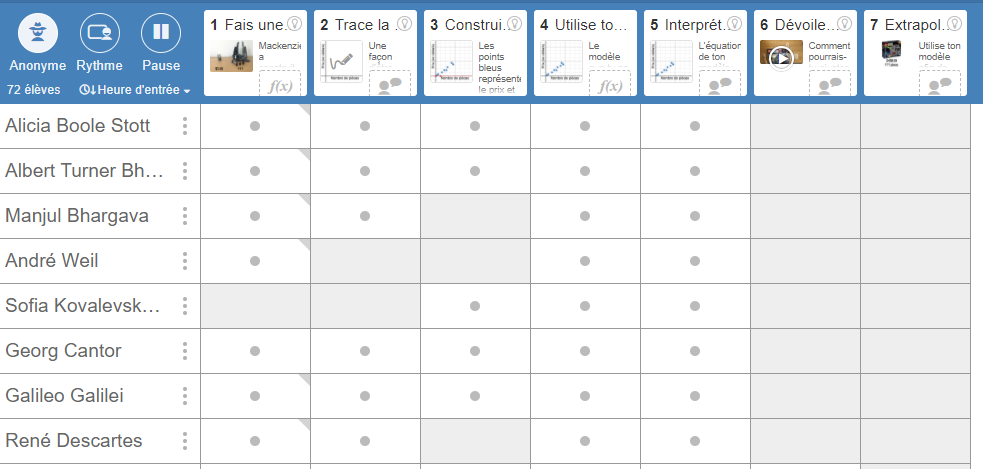 Anonyme Rythme Pause
72 élèves Heure d'entrée
1 Fais une...
Mackenzie
a
f(x)
2 Trace la ...
Une
façon
3 Construi...
Les
points
bleus
représente
le prix et
4 Utilise to...
Le
modèle
f(x)
5 Interprét...
L'équation
de ton
6 Dévoile...
Comment
pourrais-
7 Extrapol...
Utilise ton
modèle
Alicia Boole Stott
Albert Turner Bh...
Manjul Bhargava
André Weil
Sofia Kovalevsk...
Georg Cantor
Galileo Galilei
René Descartes